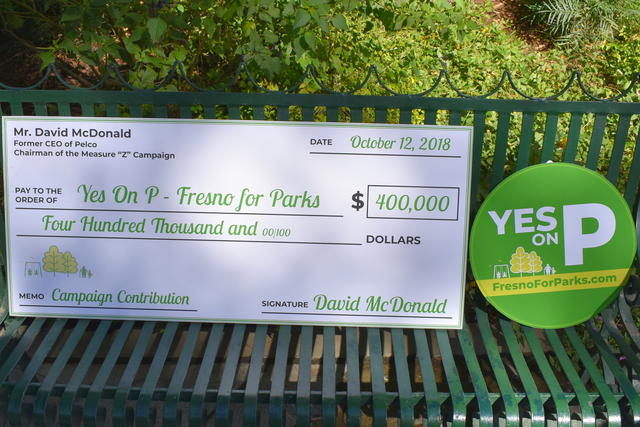 Mr. David McDonald
Former CEO of Pelco
Chairman of the Measure "Z" Campaign
DATE October 12, 2018
PAY TO THE ORDER OF Yes On P - Fresno for Parks $ 400,000
Four Hundred Thousand and 00/100 DOLLARS
MEMO Campaign Contribution
SIGNATURE David McDonald
YES ON P
FresnoForParks.com